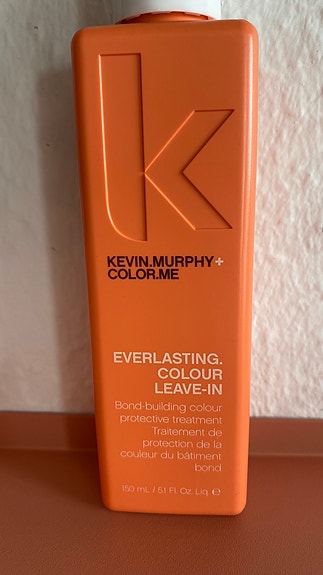 K
KEVIN.MURPHY+
COLOR.ME
EVERLASTING.
COLOUR
LEAVE-IN
Bond-building colour
protective treatment
Traitement de
protection de la
couleur du bâtiment
bond
150 mL / 5.1 Fl. Oz. Liq. ℮